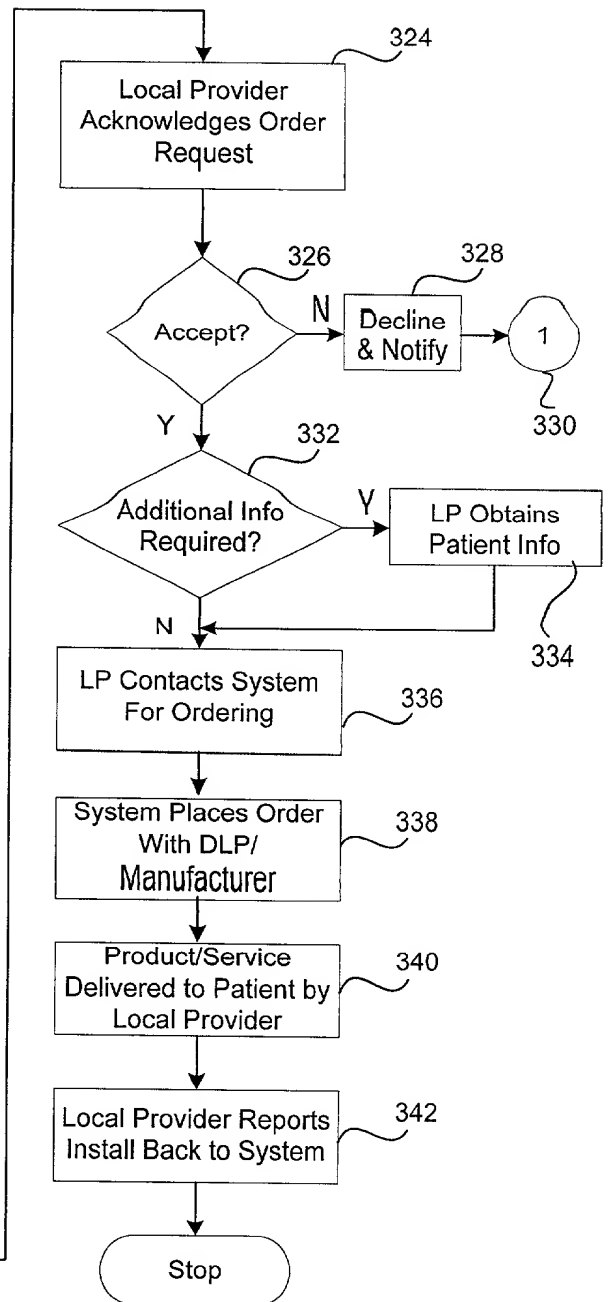 324
Local Provider
Acknowledges Order
Request
326
Accept?
N
328
Decline
& Notify
1
330
Y
332
Additional Info
Required?
Y
LP Obtains
Patient Info
334
N
LP Contacts System
For Ordering
336
System Places Order
With DLP/
Manufacturer
338
Product/Service
Delivered to Patient by
Local Provider
340
Local Provider Reports
Install Back to System
342
Stop